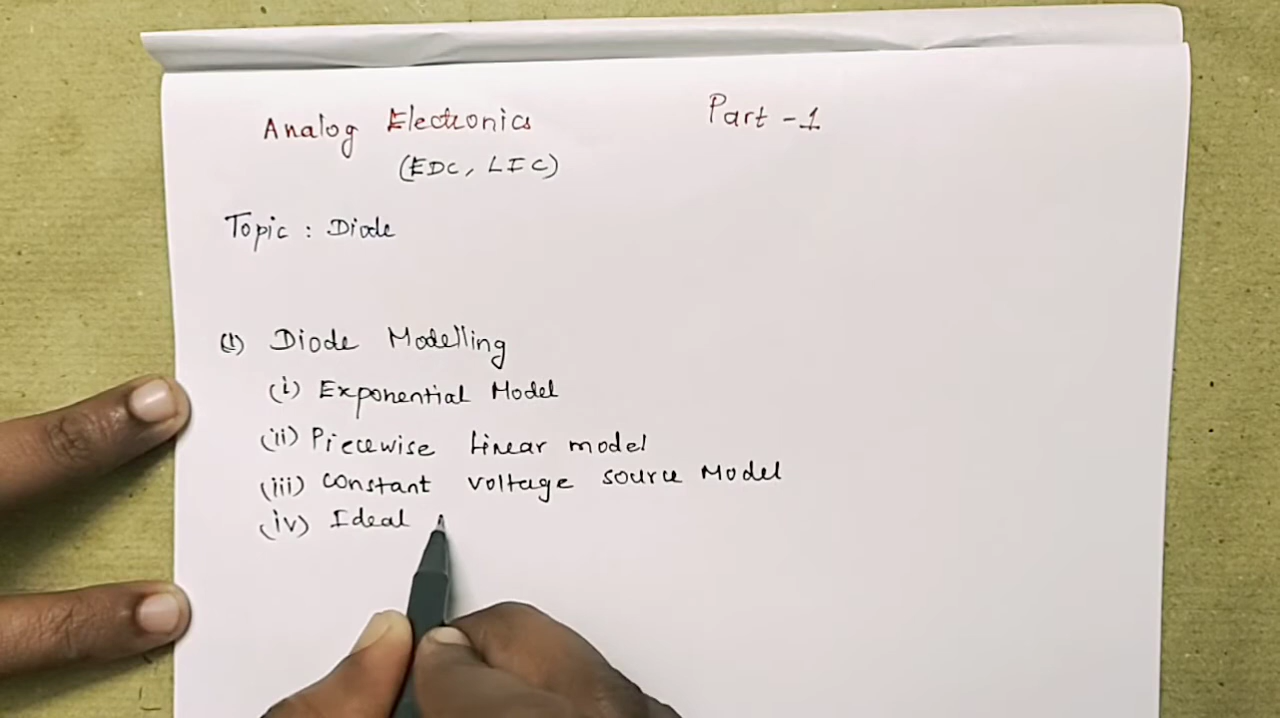 Analog Electronics Part -1
(EDC, LIC)
Topic : Diode
(1) Diode Modelling
(i) Exponential Model
(ii) Piecewise Linear model
(iii) constant voltage source Model
(iv) Ideal